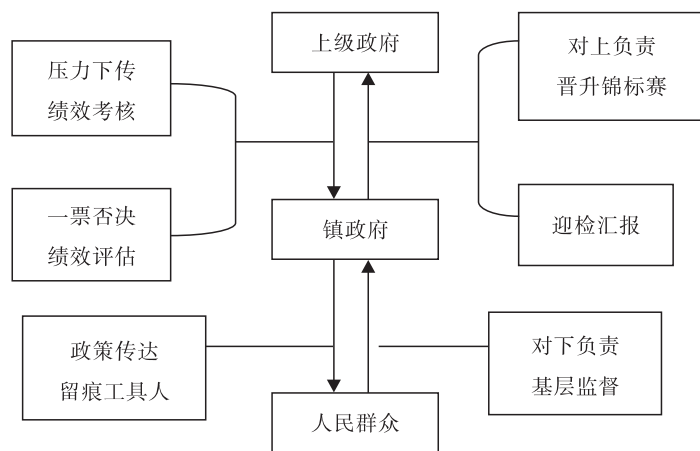 上级政府
对上负责
晋升锦标赛
压力下传
绩效考核
一票否决
绩效评估
镇政府
迎检汇报
政策传达
留痕工具人
对下负责
基层监督
人民群众